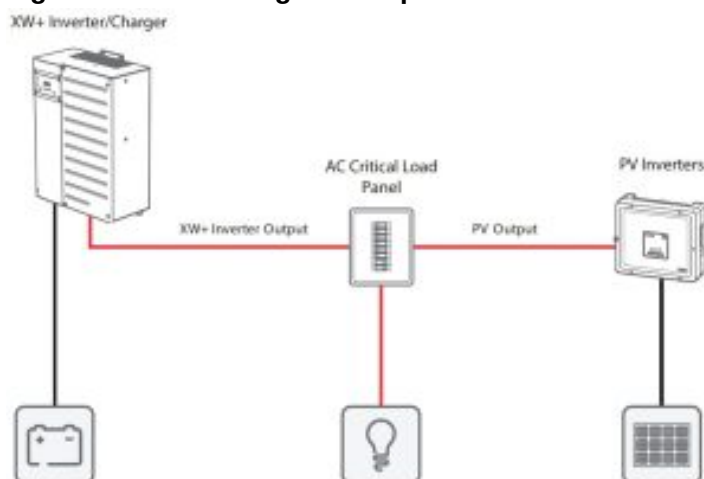 XW+ Inverter/Charger
AC Critical Load
Panel
PV Inverters
XW+ Inverter Output
PV Output